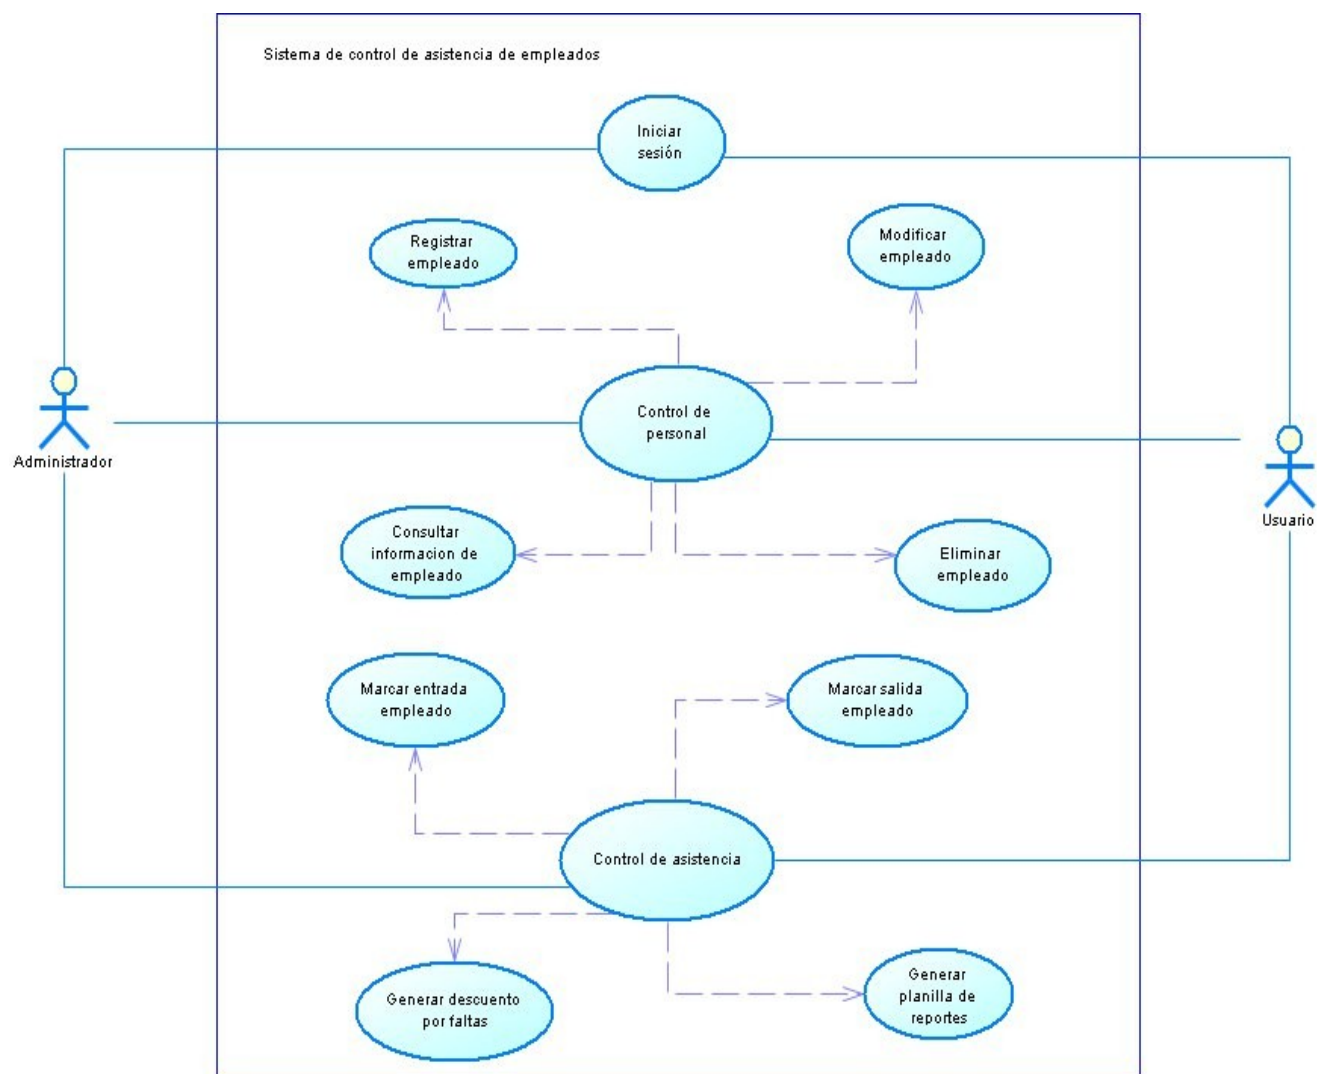 Sistema de control de asistencia de empleados
Iniciar
sesión
Registrar
empleado
Modificar
empleado
Control de
personal
Administrador
Usuario
Consultar
informacion de
empleado
Eliminar
empleado
Marcar entrada
empleado
Marcar salida
empleado
Control de asistencia
Generar descuento
por faltas
Generar
planilla de
reportes